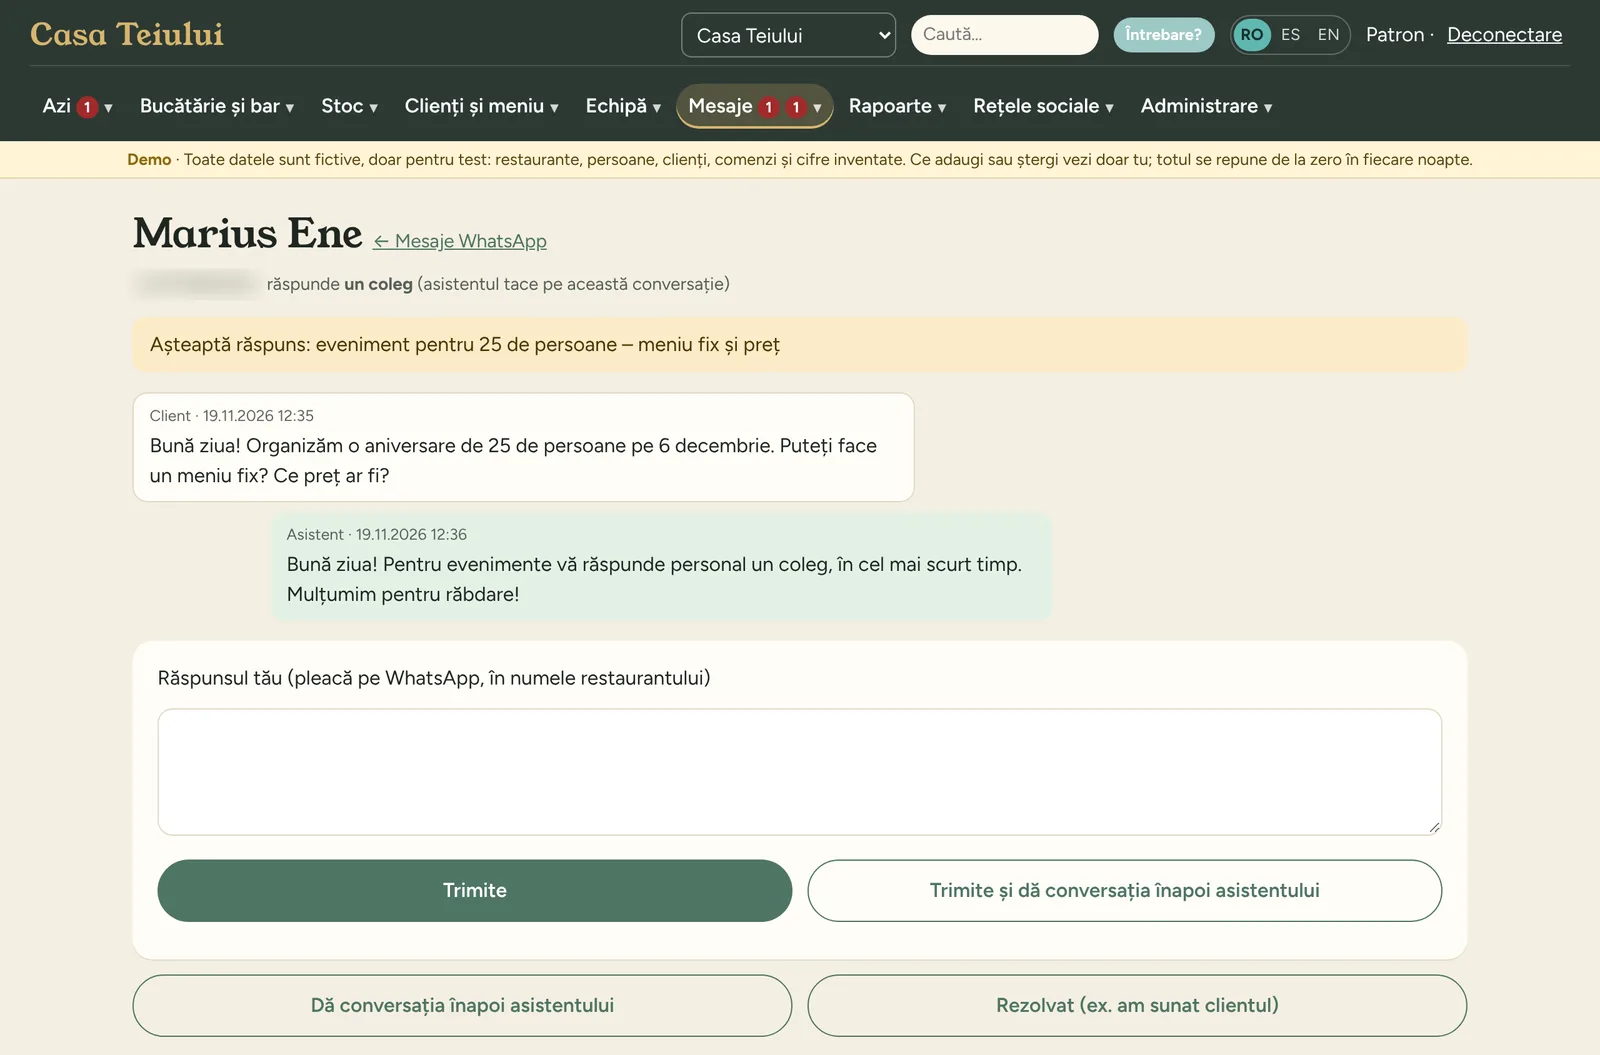 Casa Teiului
Casa Teiului
Caută...
Întrebare?
RO ES EN
Patron · Deconectare
Azi 1 ▾ Bucătărie și bar ▾ Stoc ▾ Clienți și meniu ▾ Echipă ▾ Mesaje 1 1 ▾ Rapoarte ▾ Rețele sociale ▾ Administrare ▾
Demo · Toate datele sunt fictive, doar pentru test: restaurante, persoane, clienți, comenzi și cifre inventate. Ce adaugi sau ștergi vezi doar tu; totul se repune de la zero în fiecare noapte.
Marius Ene ← Mesaje WhatsApp
răspunde un coleg (asistentul tace pe această conversație)
Așteaptă răspuns: eveniment pentru 25 de persoane – meniu fix și preț
Client · 19.11.2026 12:35
Bună ziua! Organizăm o aniversare de 25 de persoane pe 6 decembrie. Puteți face
un meniu fix? Ce preț ar fi?
Asistent · 19.11.2026 12:36
Bună ziua! Pentru evenimente vă răspunde personal un coleg, în cel mai scurt timp.
Mulțumim pentru răbdare!
Răspunsul tău (pleacă pe WhatsApp, în numele restaurantului)
Trimite
Trimite și dă conversația înapoi asistentului
Dă conversația înapoi asistentului
Rezolvat (ex. am sunat clientul)